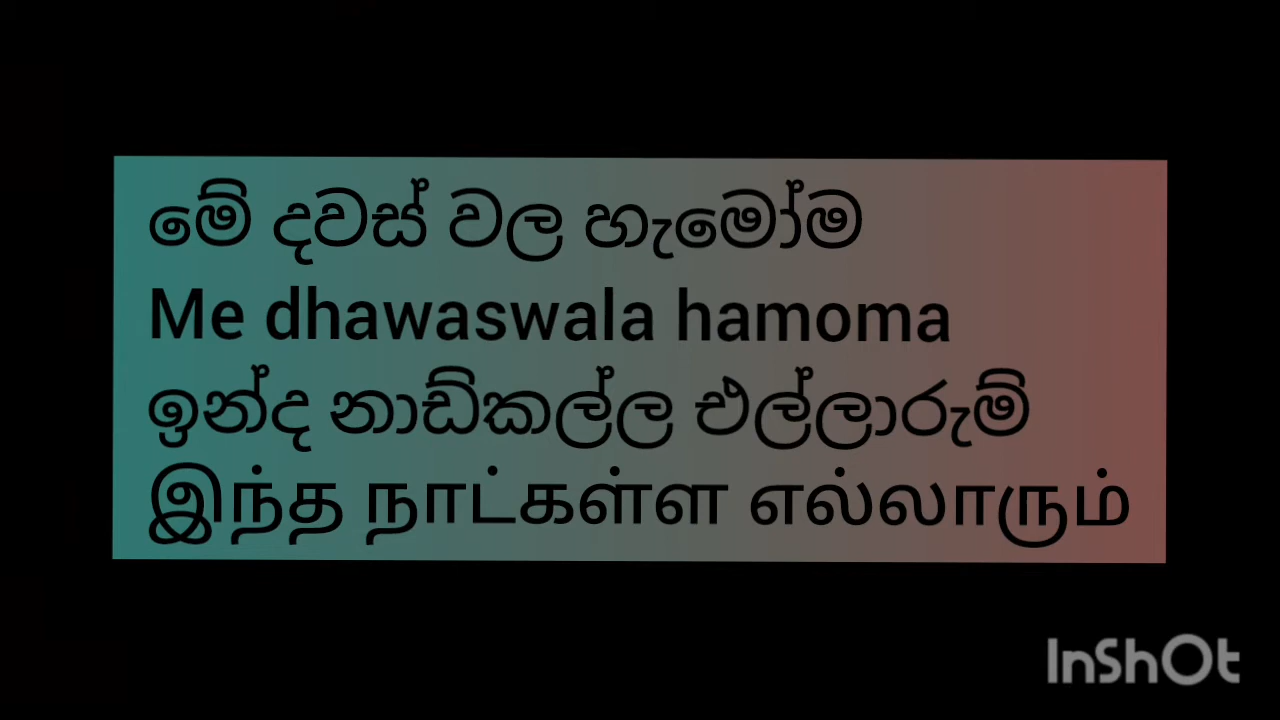 මේ දවස් වල හැමෝම
Me dhawaswala hamoma
ඉන්ද නාඩ්කල්ල එල්ලාරුම්
இந்த நாட்கள்ள எல்லாரும்
InShOt